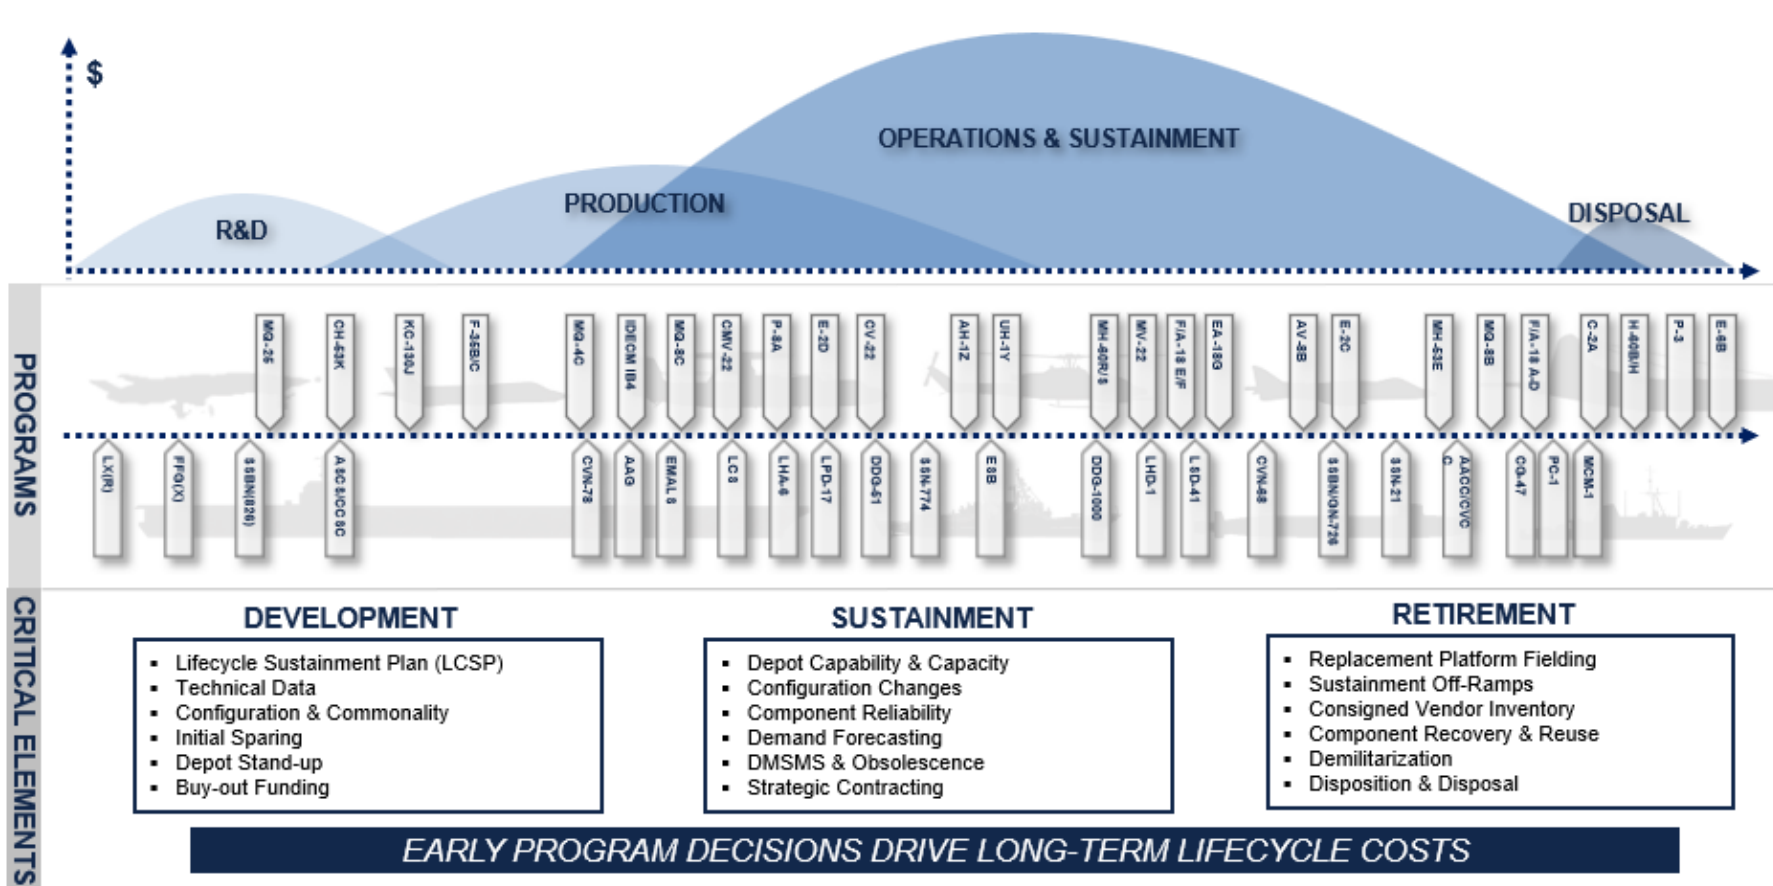 $
R&D
PRODUCTION
OPERATIONS & SUSTAINMENT
DISPOSAL
PROGRAMS
MQ-25
CH-53K
KC-130J
F-35B/C
MQ-4C
IDECM IB4
MQ-8C
CMV-22
P-8A
E-2D
CV-22
AH-1Z
UH-1Y
MH-60R/S
MV-22
F/A-18 E/F
EA-18G
AV-8B
E-2C
MH-53E
MQ-8B
F/A-18 A-D
C-2A
H-60B/H
P-3
E-6B
LX(R)
FFG(X)
SSBN(826)
ASCS/CCSC
CVN-78
AAG
EMALS
LCS
LHA-6
LPD-17
DDG-51
SSN-774
ESB
DDG-1000
LHD-1
LSD-41
CVN-68
SSBN/GN-726
SSN-21
AACC/CVC
C
CG-47
PC-1
MCM-1
CRITICAL ELEMENTS
DEVELOPMENT
▪ Lifecycle Sustainment Plan (LCSP)
▪ Technical Data
▪ Configuration & Commonality
▪ Initial Sparing
▪ Depot Stand-up
▪ Buy-out Funding
SUSTAINMENT
▪ Depot Capability & Capacity
▪ Configuration Changes
▪ Component Reliability
▪ Demand Forecasting
▪ DMSMS & Obsolescence
▪ Strategic Contracting
RETIREMENT
▪ Replacement Platform Fielding
▪ Sustainment Off-Ramps
▪ Consigned Vendor Inventory
▪ Component Recovery & Reuse
▪ Demilitarization
▪ Disposition & Disposal
EARLY PROGRAM DECISIONS DRIVE LONG-TERM LIFECYCLE COSTS